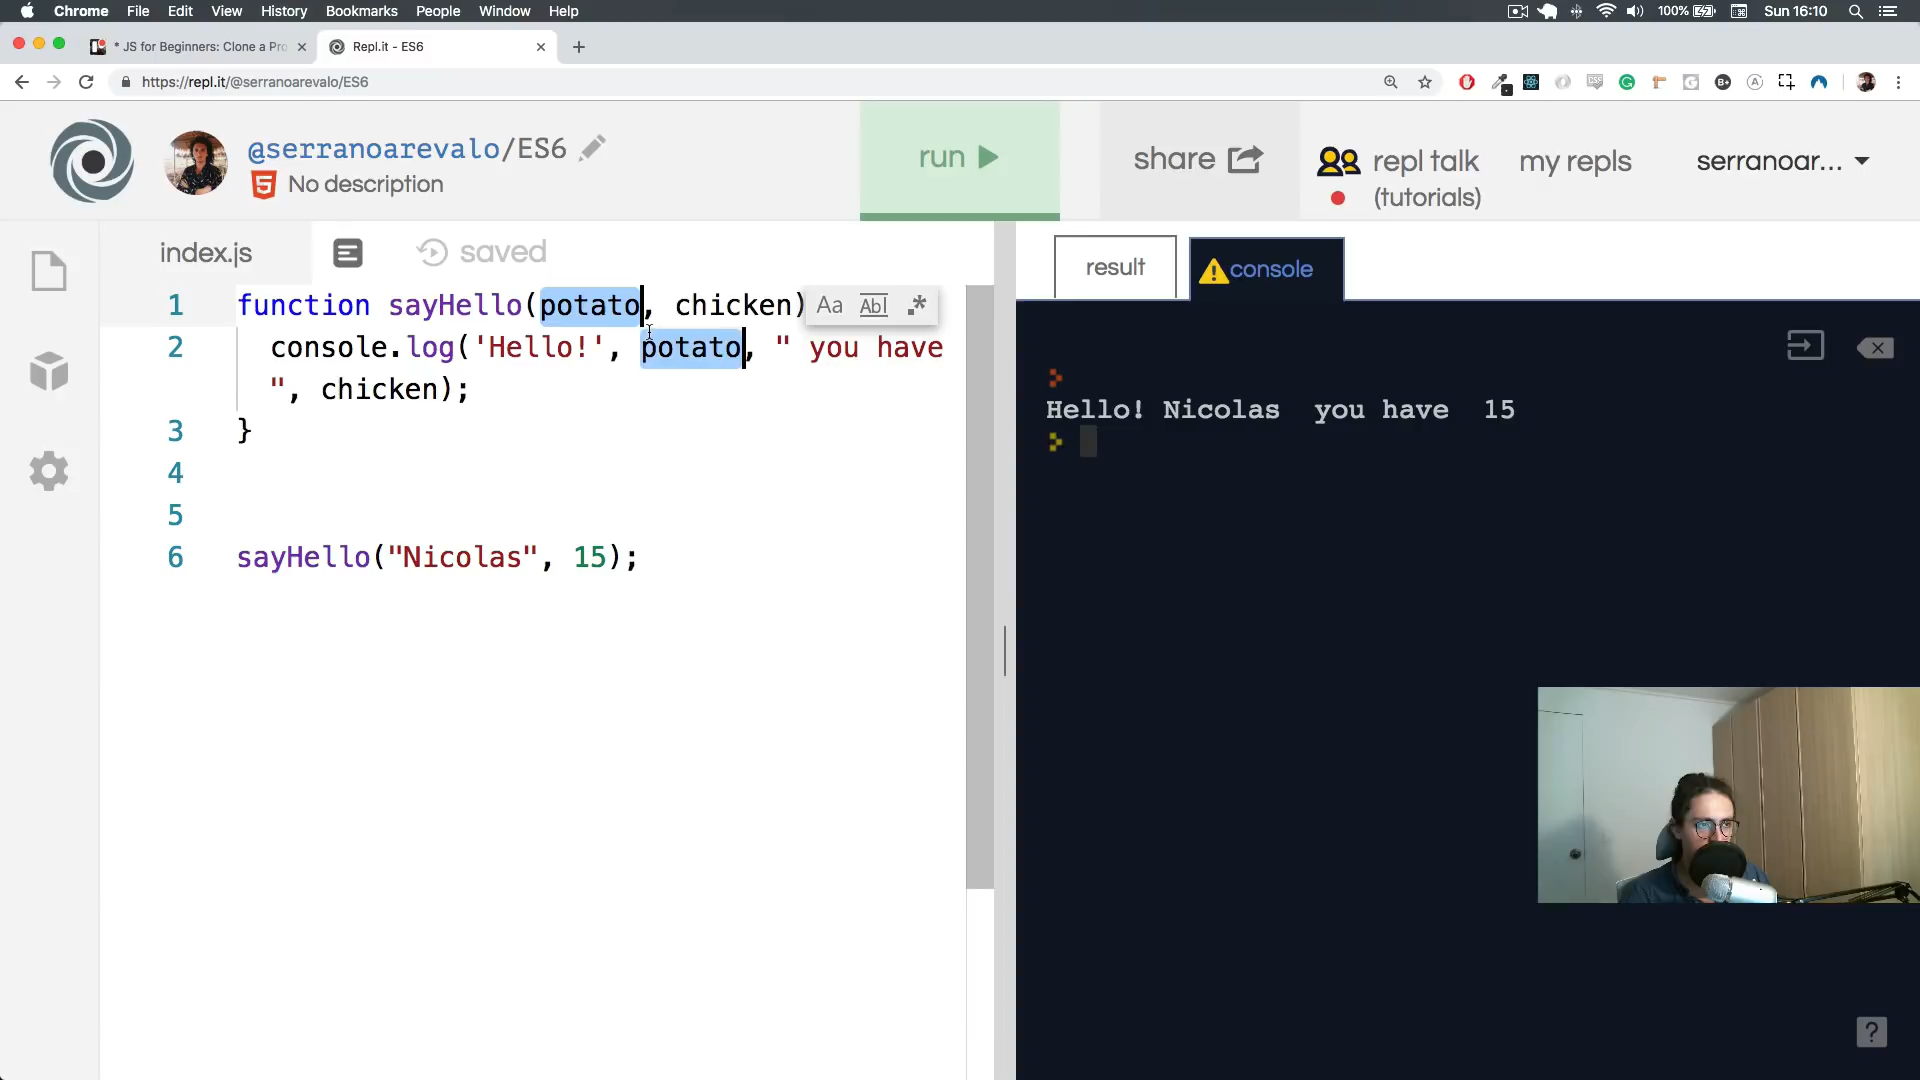 Chrome File Edit View History Bookmarks People Window Help 100% Sun 16:10
* JS for Beginners: Clone a Pro Repl.it - ES6
https://repl.it/@serranoarevalo/ES6
@serranoarevalo/ES6
No description
run
share
repl talk
(tutorials)
my repls
serranoar...
index.js
saved
result
console
1 function sayHello(potato, chicken)
Aa Abl .*
2 console.log('Hello!', potato, " you have
", chicken);
3 }
4
5
6 sayHello("Nicolas", 15);
Hello! Nicolas  you have  15
?